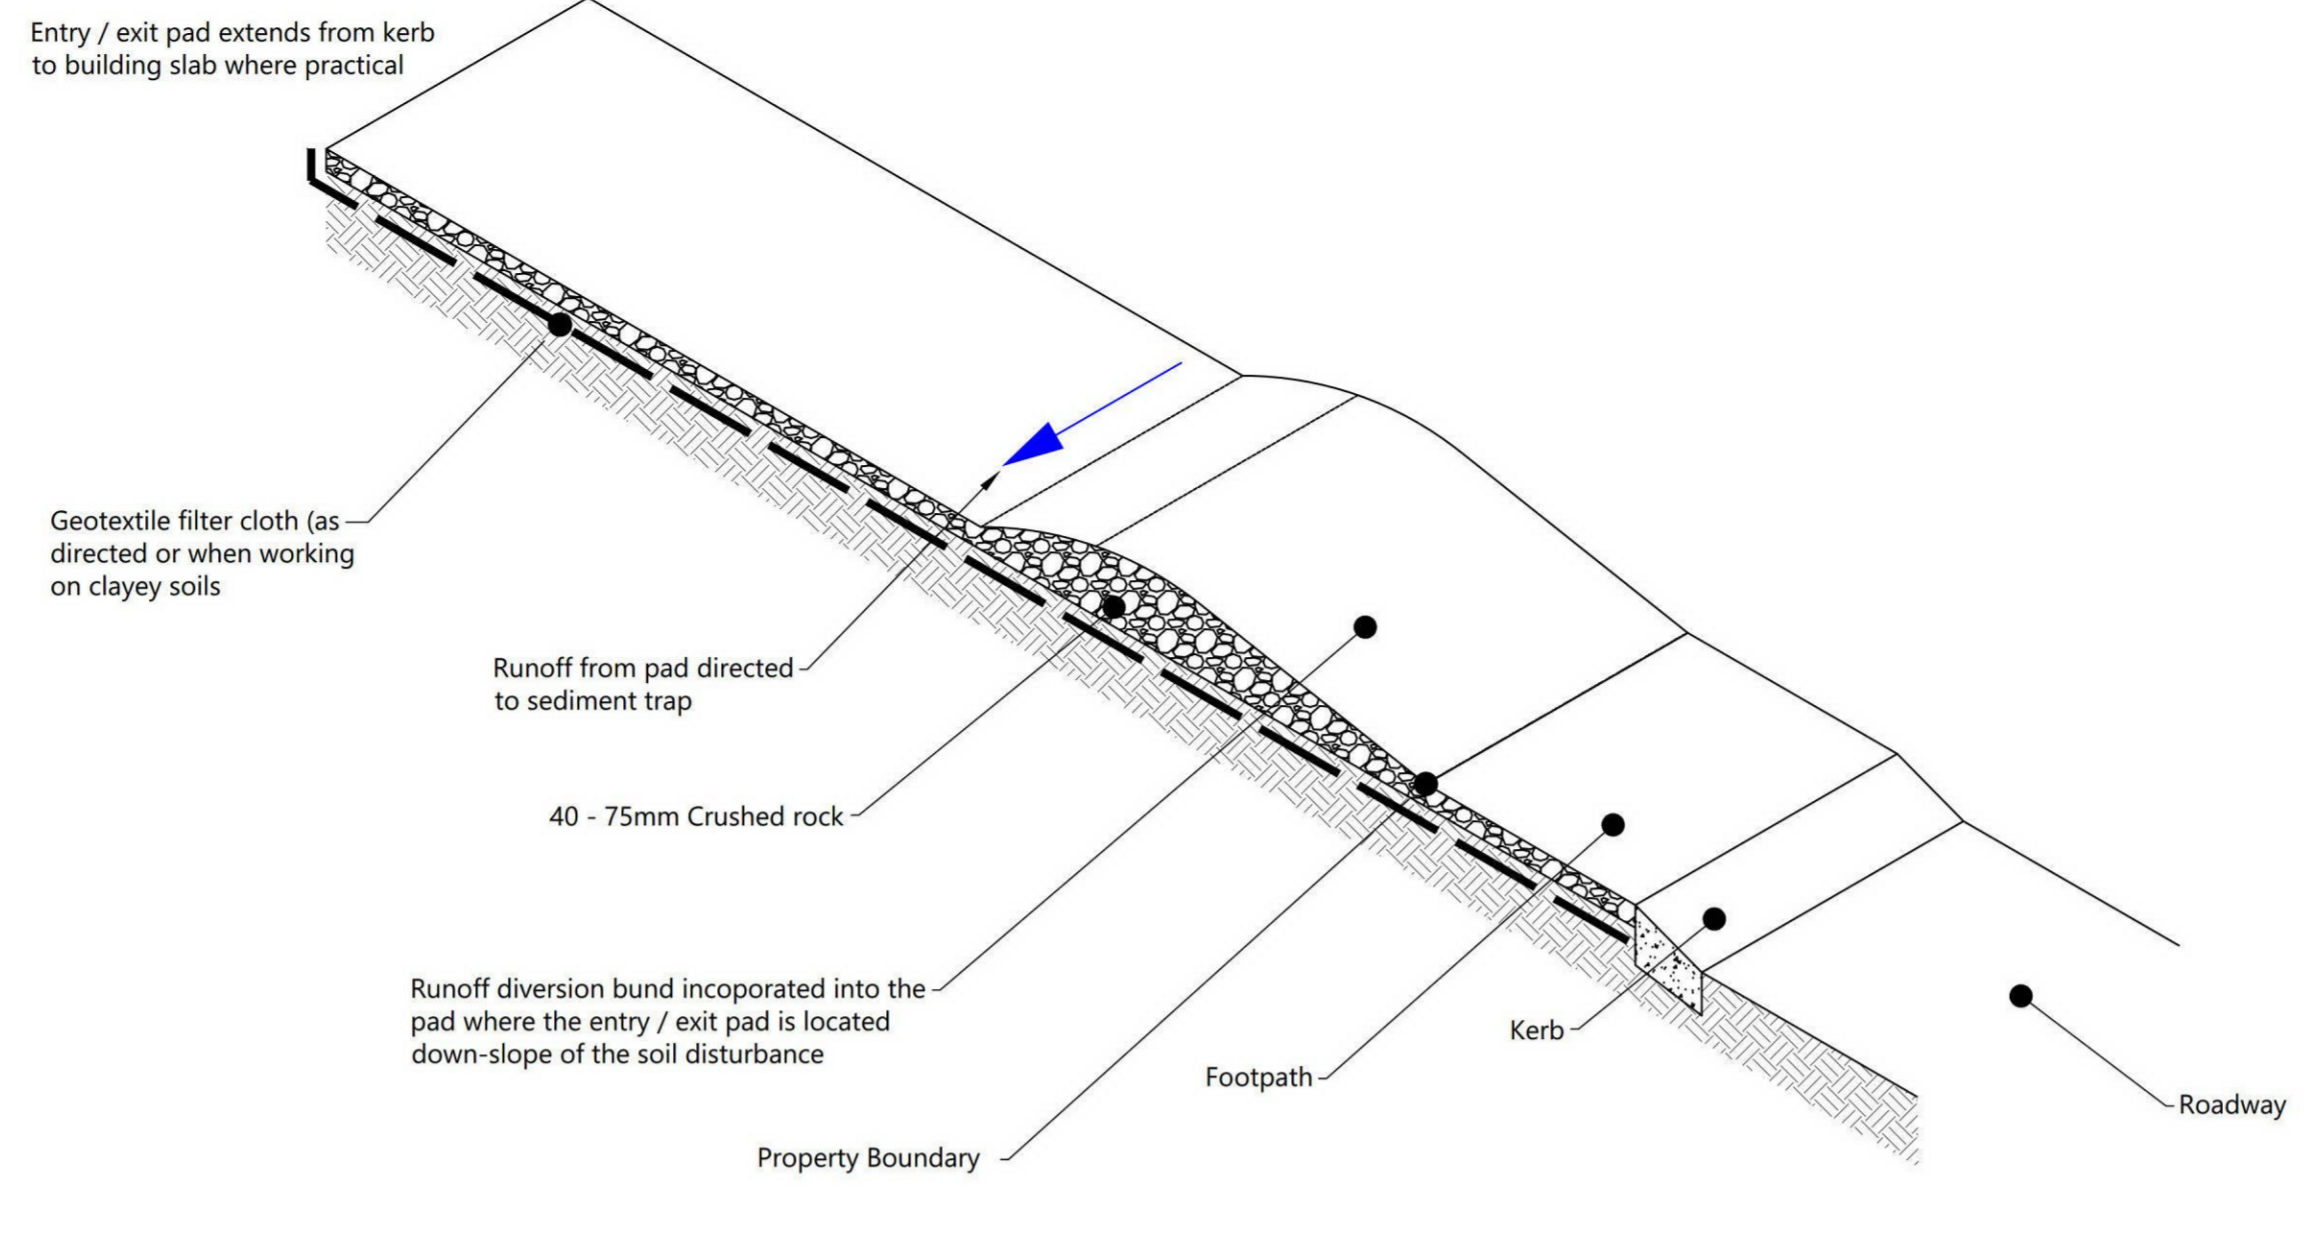 Entry / exit pad extends from kerb
to building slab where practical
Geotextile filter cloth (as
directed or when working
on clayey soils
Runoff from pad directed
to sediment trap
40 - 75mm Crushed rock
Runoff diversion bund incoporated into the
pad where the entry / exit pad is located
down-slope of the soil disturbance
Kerb
Footpath
Roadway
Property Boundary